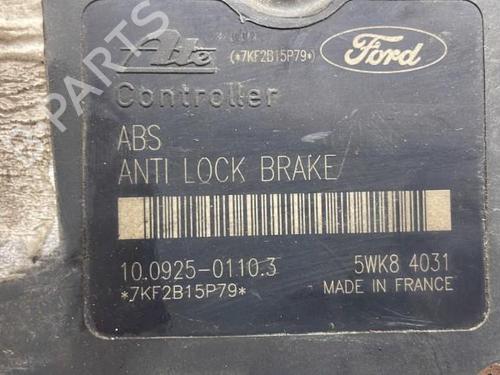 Ate (*7KF2B15P79*) Ford
Controller
ABS
ANTI LOCK BRAKE
10.0925-0110.3 5WK8 4031
*7KF2B15P79* MADE IN FRANCE